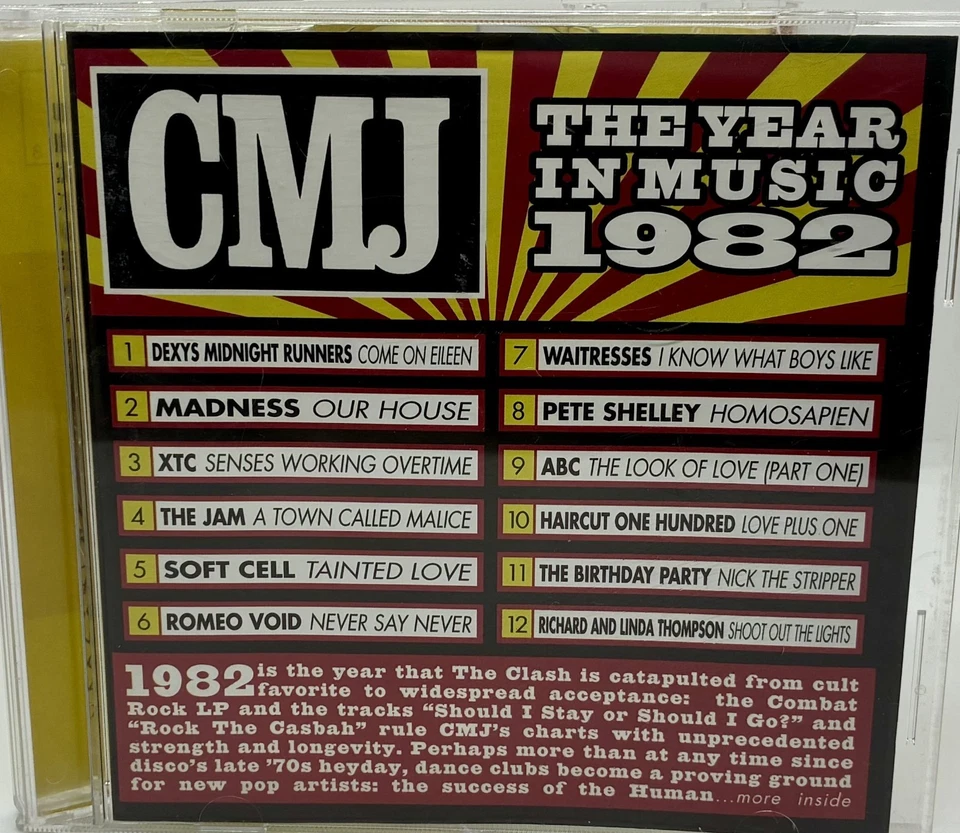 CMJ
THE YEAR
IN MUSIC
1982
1 DEXYS MIDNIGHT RUNNERS COME ON EILEEN
2 MADNESS OUR HOUSE
3 XTC SENSES WORKING OVERTIME
4 THE JAM A TOWN CALLED MALICE
5 SOFT CELL TAINTED LOVE
6 ROMEO VOID NEVER SAY NEVER
7 WAITRESSES I KNOW WHAT BOYS LIKE
8 PETE SHELLEY HOMOSAPIEN
9 ABC THE LOOK OF LOVE (PART ONE)
10 HAIRCUT ONE HUNDRED LOVE PLUS ONE
11 THE BIRTHDAY PARTY NICK THE STRIPPER
12 RICHARD AND LINDA THOMPSON SHOOT OUT THE LIGHTS
1982 is the year that The Clash is catapulted from cult
favorite to widespread acceptance: the Combat
Rock LP and the tracks “Should I Stay or Should I Go?” and
“Rock The Casbah” rule CMJ’s charts with unprecedented
strength and longevity. Perhaps more than at any time since
disco’s late ’70s heyday, dance clubs become a proving ground
for new pop artists: the success of the Human...more inside